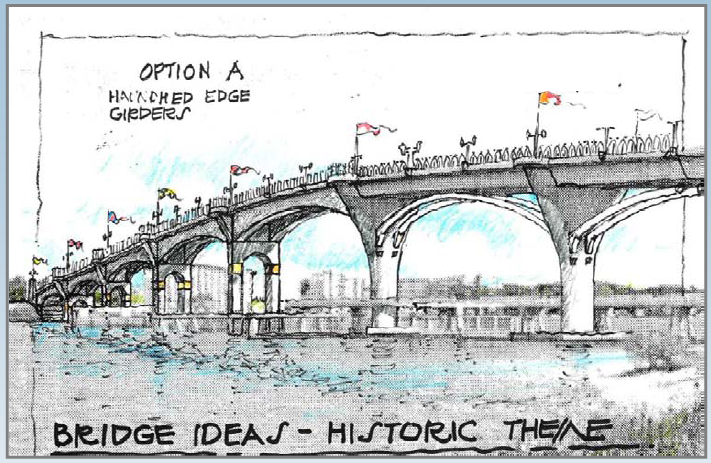 OPTION A
HAUNCHED EDGE
GIRDERS
BRIDGE IDEAS - HISTORIC THEME